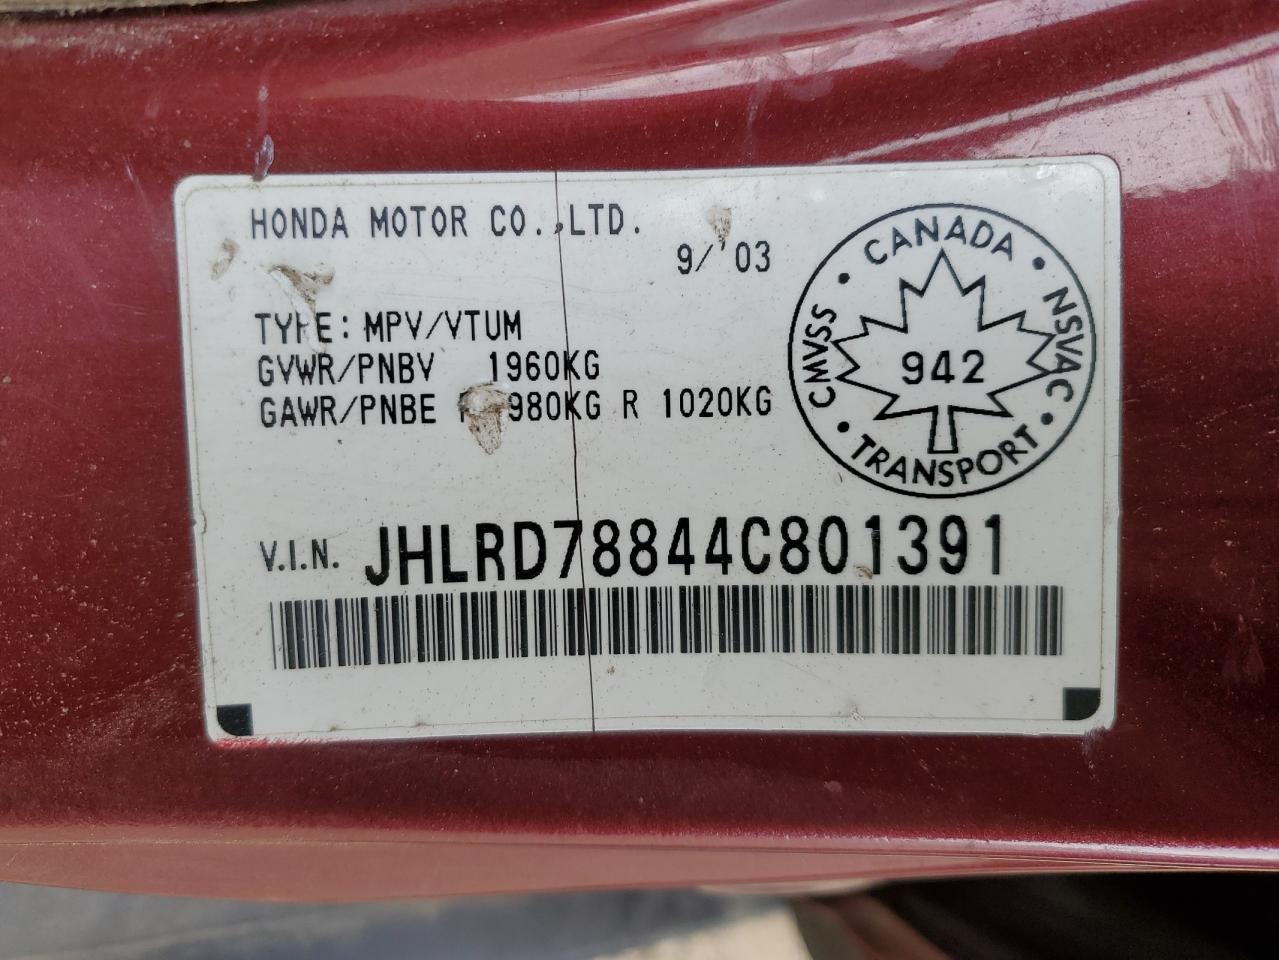 HONDA MOTOR CO.,LTD.
9/'03
TYPE: MPV/VTUM
GVWR/PNBV 1960KG
GAWR/PNBE F 980KG R 1020KG
V.I.N. JHLRD78844C801391
CANADA
NSVAC
TRANSPORT
CMVSS
942